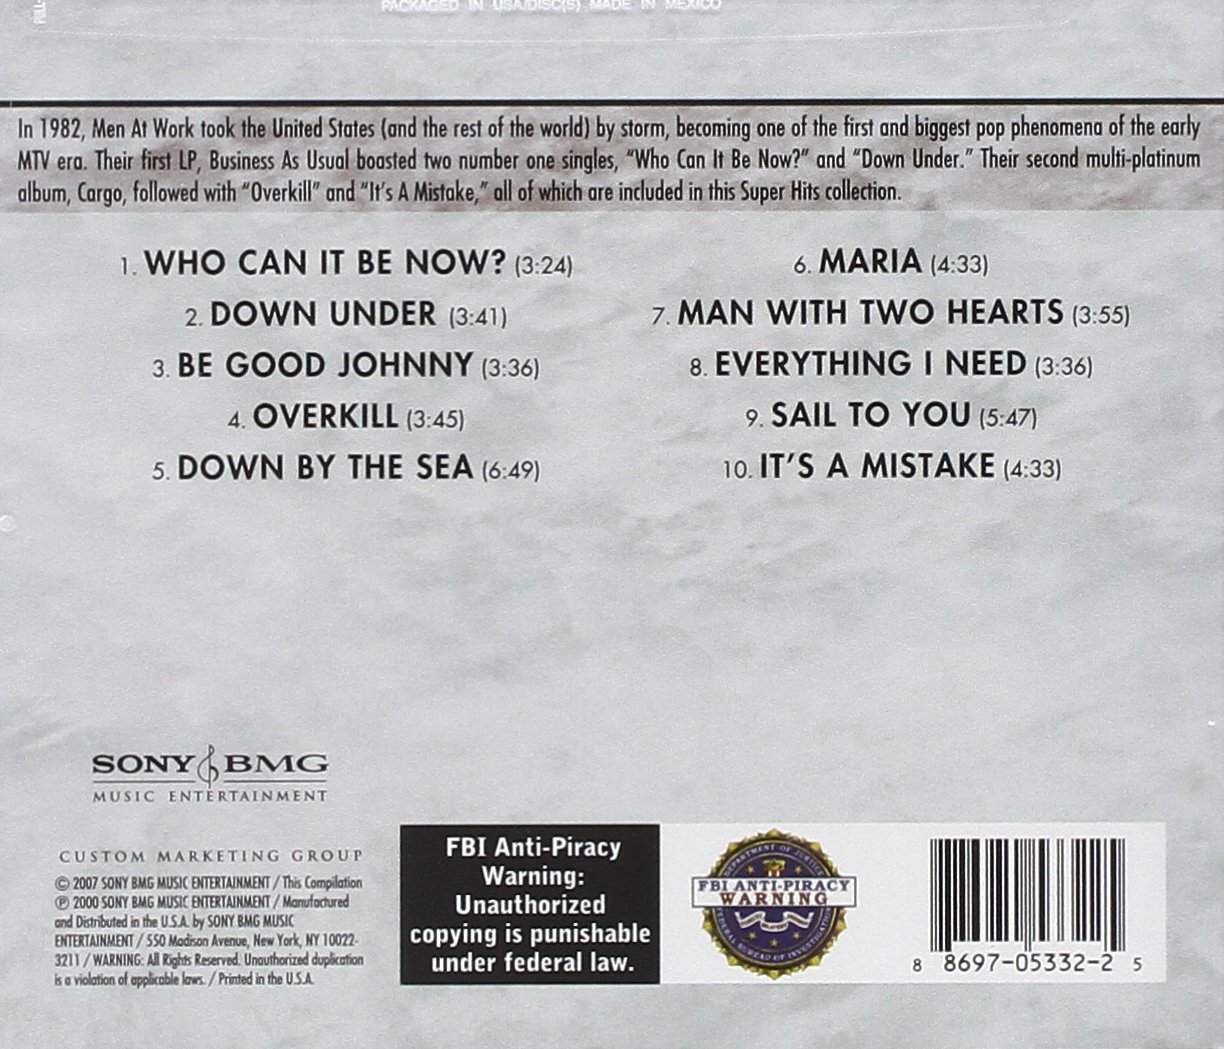 PACKAGED IN USA/DISC(S) MADE IN MEXICO
In 1982, Men At Work took the United States (and the rest of the world) by storm, becoming one of the first and biggest pop phenomena of the early
MTV era. Their first LP, Business As Usual boasted two number one singles, “Who Can It Be Now?” and “Down Under.” Their second multi-platinum
album, Cargo, followed with “Overkill” and “It’s A Mistake,” all of which are included in this Super Hits collection.
1. WHO CAN IT BE NOW? (3:24)
2. DOWN UNDER (3:41)
3. BE GOOD JOHNNY (3:36)
4. OVERKILL (3:45)
5. DOWN BY THE SEA (6:49)
6. MARIA (4:33)
7. MAN WITH TWO HEARTS (3:55)
8. EVERYTHING I NEED (3:36)
9. SAIL TO YOU (5:47)
10. IT’S A MISTAKE (4:33)
SONY BMG
MUSIC ENTERTAINMENT
CUSTOM MARKETING GROUP
© 2007 SONY BMG MUSIC ENTERTAINMENT / This Compilation
℗ 2000 SONY BMG MUSIC ENTERTAINMENT / Manufactured
and Distributed in the U.S.A. by SONY BMG MUSIC
ENTERTAINMENT / 550 Madison Avenue, New York, NY 10022-
3211 / WARNING: All Rights Reserved. Unauthorized duplication
is a violation of applicable laws. / Printed in the U.S.A.
FBI Anti-Piracy
Warning:
Unauthorized
copying is punishable
under federal law.
DEPARTMENT OF JUSTICE
FBI ANTI-PIRACY
WARNING
FEDERAL BUREAU OF INVESTIGATION
8 8697-05332-2 5